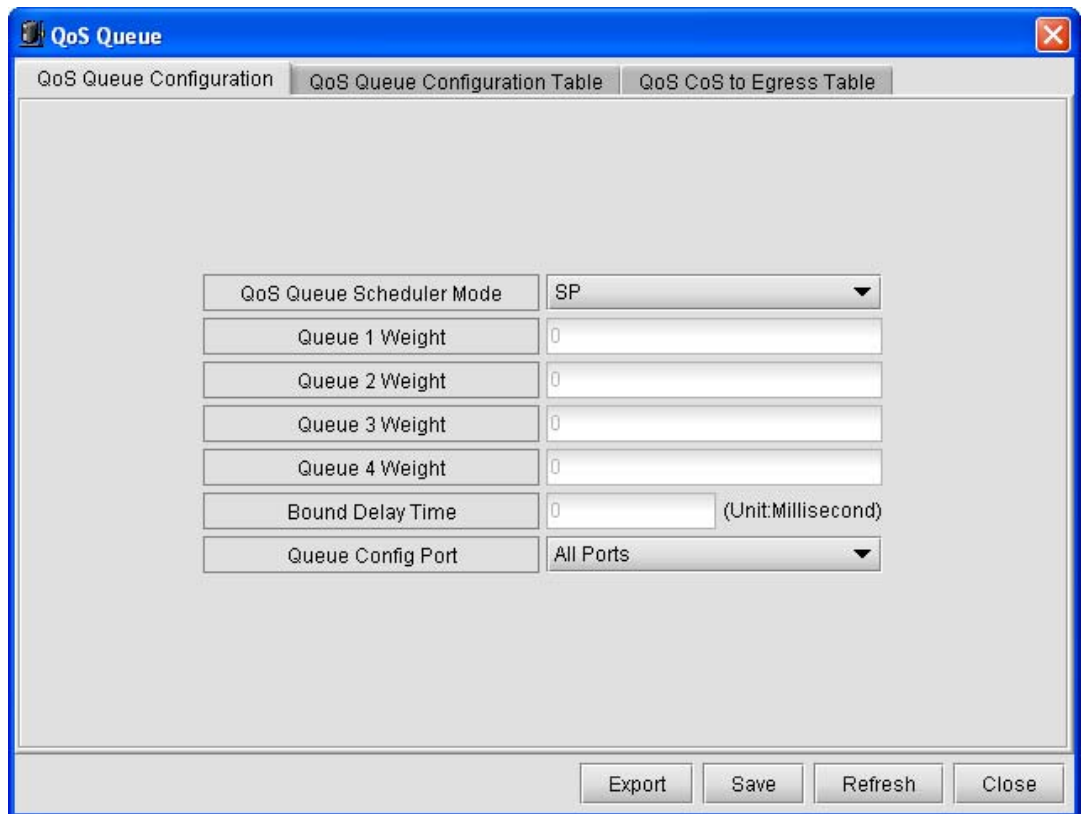 QoS Queue
QoS Queue Configuration
QoS Queue Configuration Table
QoS CoS to Egress Table
QoS Queue Scheduler Mode SP
Queue 1 Weight 0
Queue 2 Weight 0
Queue 3 Weight 0
Queue 4 Weight 0
Bound Delay Time 0 (Unit:Millisecond)
Queue Config Port All Ports
Export Save Refresh Close